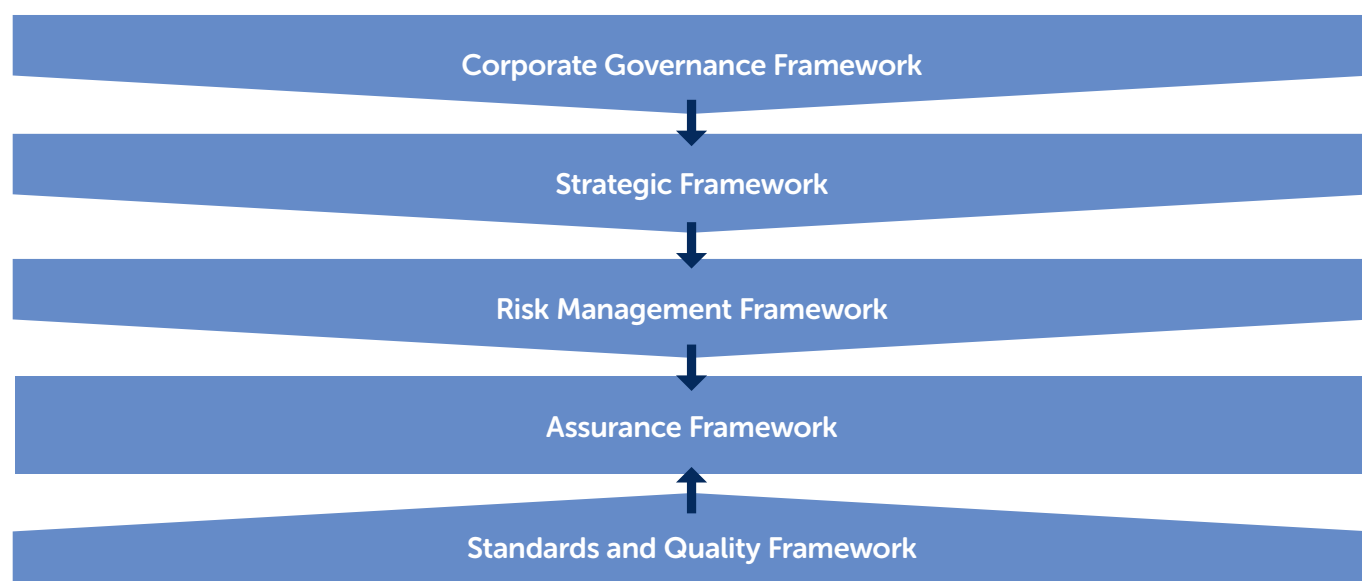 Corporate Governance Framework
Strategic Framework
Risk Management Framework
Assurance Framework
Standards and Quality Framework